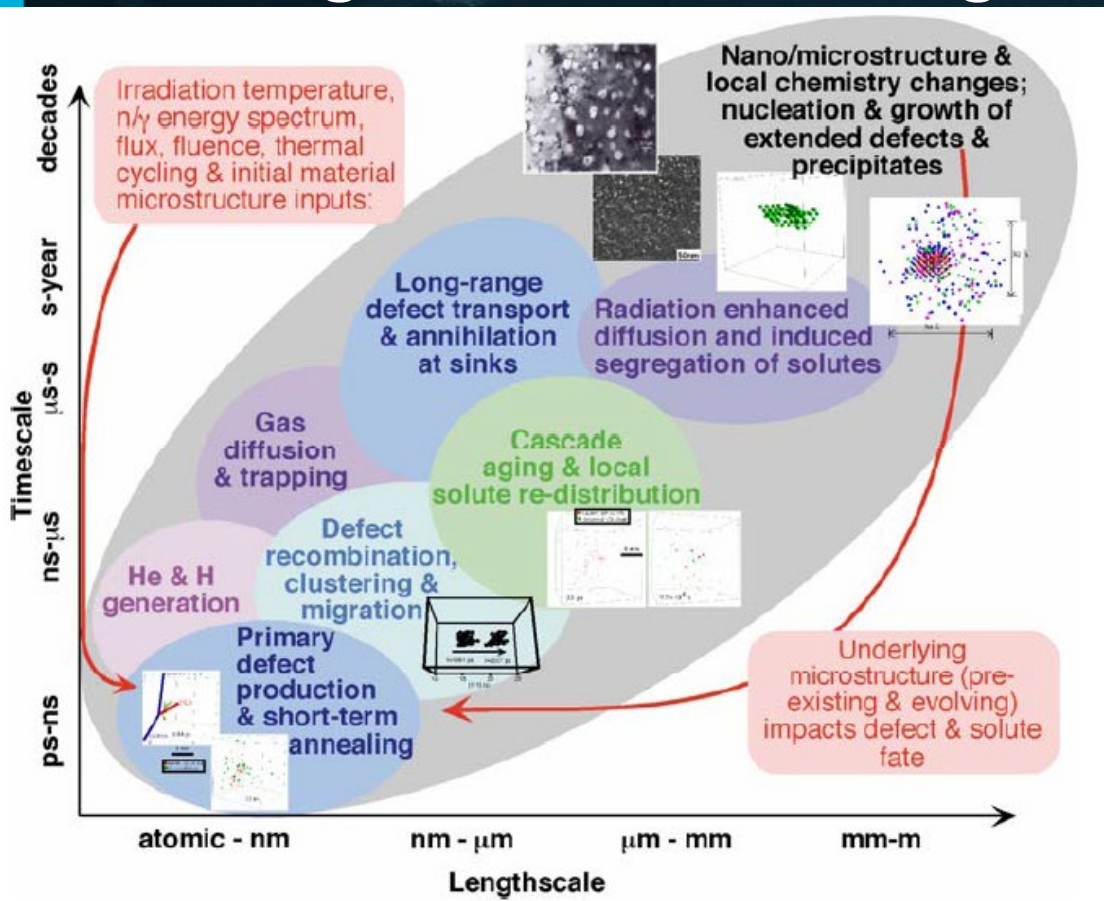 Nano/microstructure &
local chemistry changes;
nucleation & growth of
extended defects &
precipitates
Irradiation temperature,
n/γ energy spectrum,
flux, fluence, thermal
cycling & initial material
microstructure inputs:
50nm
Long-range
defect transport
& annihilation
at sinks
Radiation enhanced
diffusion and induced
segregation of solutes
Gas
diffusion
& trapping
Cascade
aging & local
solute re-distribution
He & H
generation
Defect
recombination,
clustering &
migration
Primary
defect
production
& short-term
annealing
Underlying
microstructure (pre-
existing & evolving)
impacts defect & solute
fate
Timescale
decades
s-year
μs-s
ns-μs
ps-ns
atomic - nm
nm - μm
μm - mm
mm-m
Lengthscale